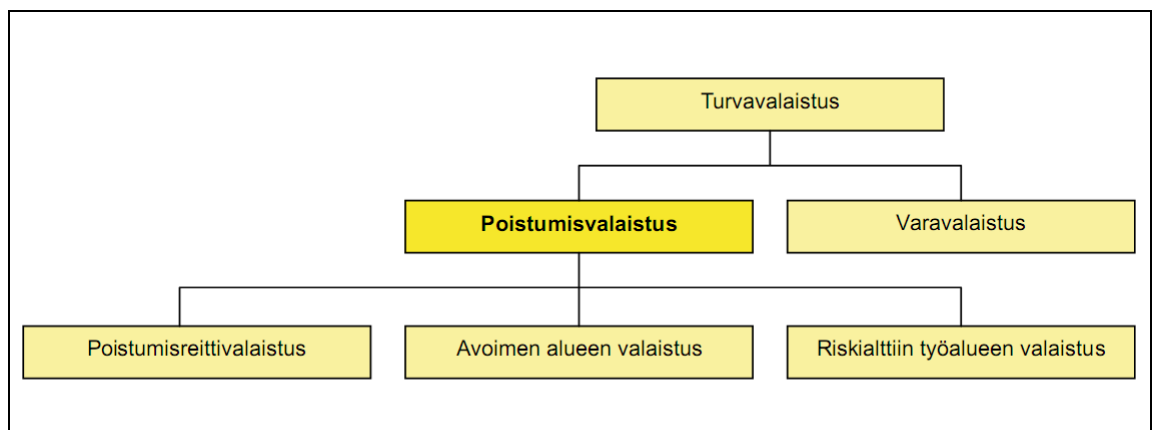 Turvavalaistus
Poistumisvalaistus
Varavalaistus
Poistumisreittivalaistus
Avoimen alueen valaistus
Riskialttiin työalueen valaistus